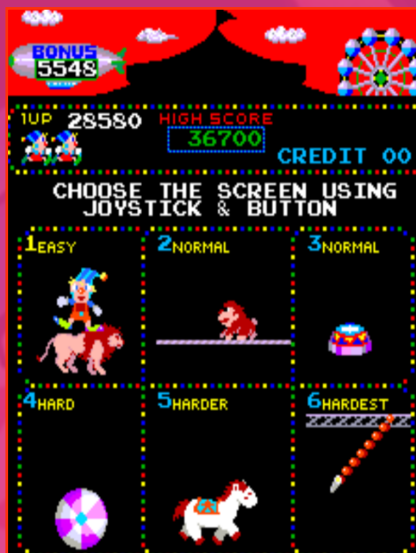 BONUS
5548
1UP 28580 HIGH SCORE
36700
CREDIT 00
CHOOSE THE SCREEN USING
JOYSTICK & BUTTON
1EASY 2NORMAL 3NORMAL
4HARD 5HARDER 6HARDEST